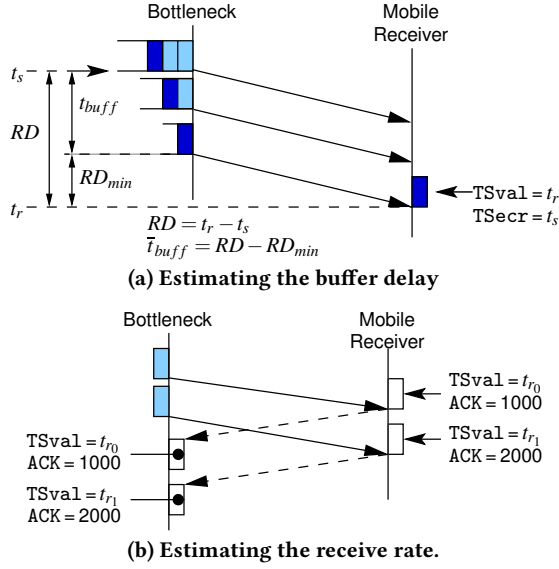 Bottleneck
Mobile
Receiver
t_s
t_buff
RD
RD_min
t_r
TSval = t_r
TSecr = t_s
RD = t_r − t_s
t̅_buff = RD − RD_min
(a) Estimating the buffer delay
Bottleneck
Mobile
Receiver
TSval = t_r0
ACK = 1000
TSval = t_r1
ACK = 2000
TSval = t_r0
ACK = 1000
TSval = t_r1
ACK = 2000
(b) Estimating the receive rate.